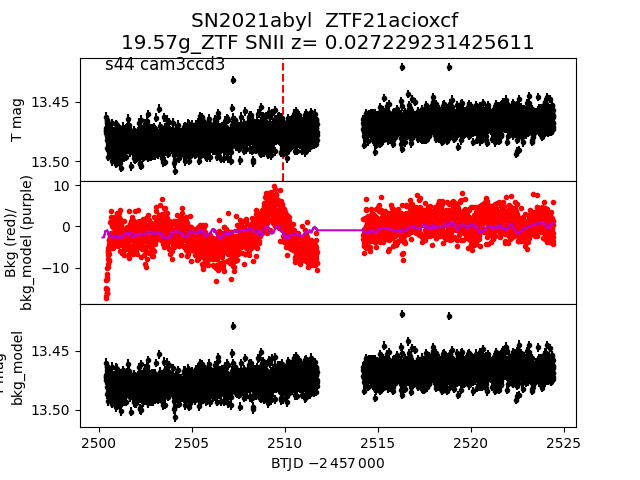 SN2021abyl  ZTF21acioxcf
19.57g_ZTF SNII z= 0.027229231425611
s44 cam3ccd3
T mag
13.45
13.50
Bkg (red)/
bkg_model (purple)
10
0
−10
bkg_model
13.45
13.50
2500
2505
2510
2515
2520
2525
BTJD −2 457 000